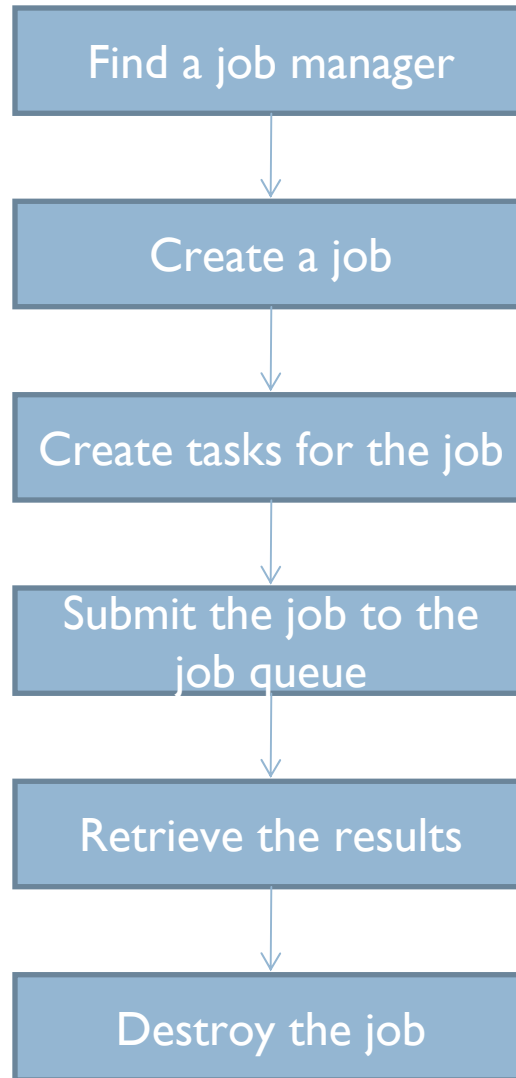 Find a job manager
Create a job
Create tasks for the job
Submit the job to the
job queue
Retrieve the results
Destroy the job